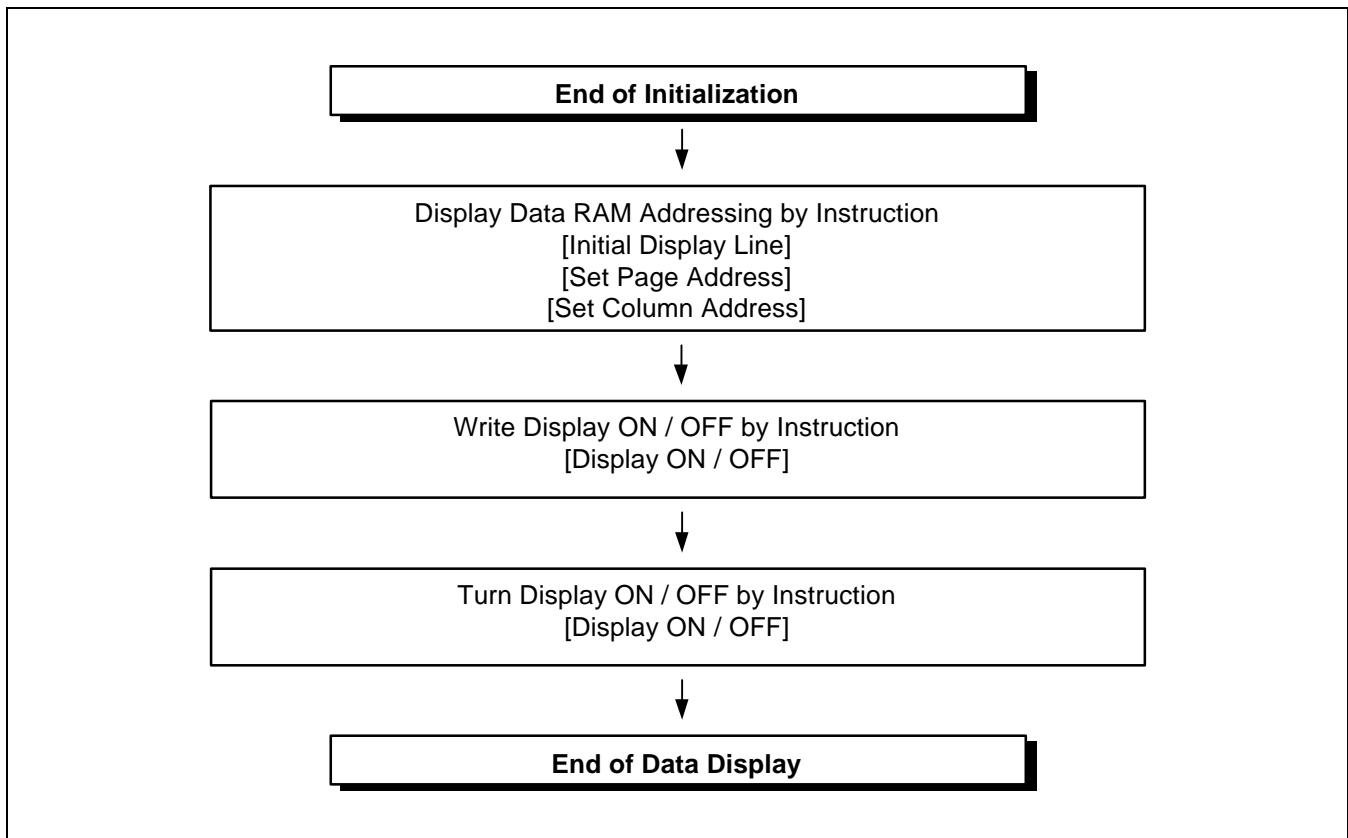 End of Initialization
Display Data RAM Addressing by Instruction
[Initial Display Line]
[Set Page Address]
[Set Column Address]
Write Display ON / OFF by Instruction
[Display ON / OFF]
Turn Display ON / OFF by Instruction
[Display ON / OFF]
End of Data Display